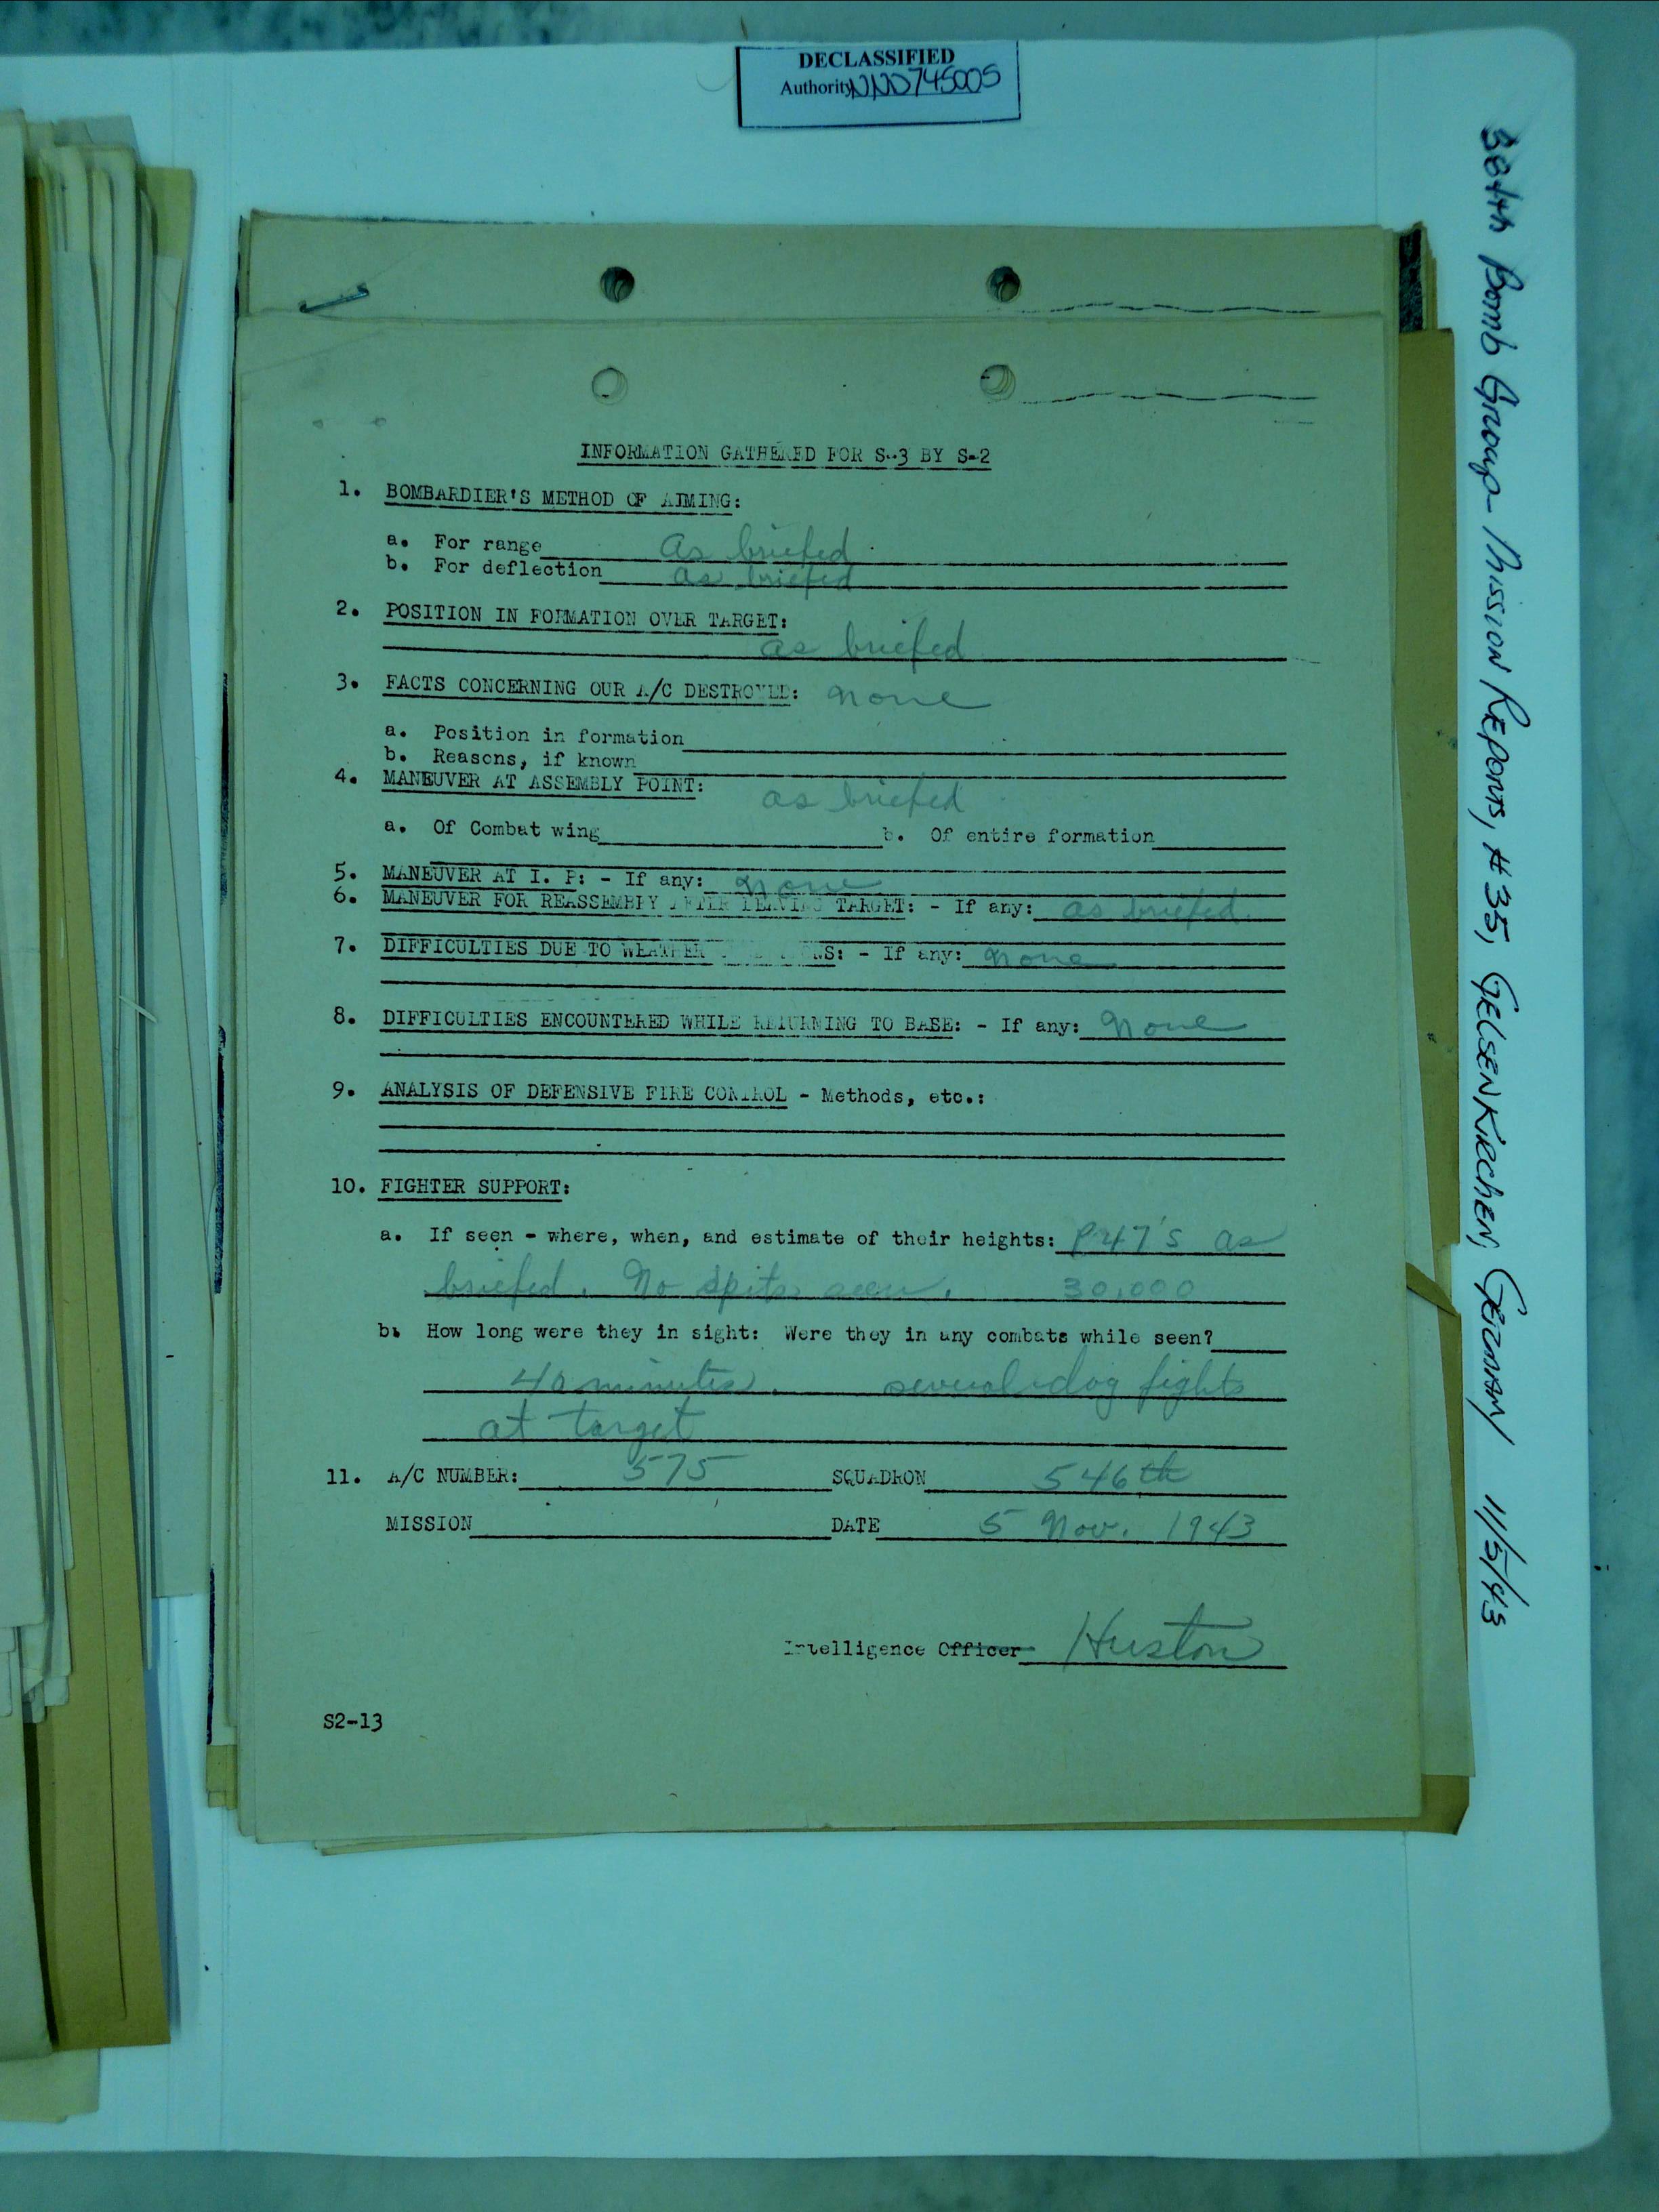 DECLASSIFIED
Authority NND745005
INFORMATION GATHERED FOR S-3 BY S-2
1. BOMBARDIER'S METHOD OF AIMING:
a. For range As briefed
b. For deflection as briefed
2. POSITION IN FORMATION OVER TARGET:
as briefed
3. FACTS CONCERNING OUR A/C DESTROYED: None
a. Position in formation
b. Reasons, if known
4. MANEUVER AT ASSEMBLY POINT:
as briefed
a. Of Combat wing b. Of entire formation
5. MANEUVER AT I. P: - If any: None
6. MANEUVER FOR REASSEMBLY AFTER LEAVING TARGET: - If any: as briefed.
7. DIFFICULTIES DUE TO WEATHER NS: - If any: None
8. DIFFICULTIES ENCOUNTERED WHILE RETURNING TO BASE: - If any: None
9. ANALYSIS OF DEFENSIVE FIRE CONTROL - Methods, etc.:
10. FIGHTER SUPPORT:
a. If seen - where, when, and estimate of their heights: P-47's as
briefed. No spits seen. 30,000
b. How long were they in sight: Were they in any combats while seen?
40 minutes. several dog fights
at target
11. A/C NUMBER: 575 SQUADRON 546th
MISSION DATE 5 Nov. 1943
Intelligence Officer Huston
S2-13
384th Bomb Group Mission Reports, #35, GELSENKIRCHEN, GERMANY 11/5/43